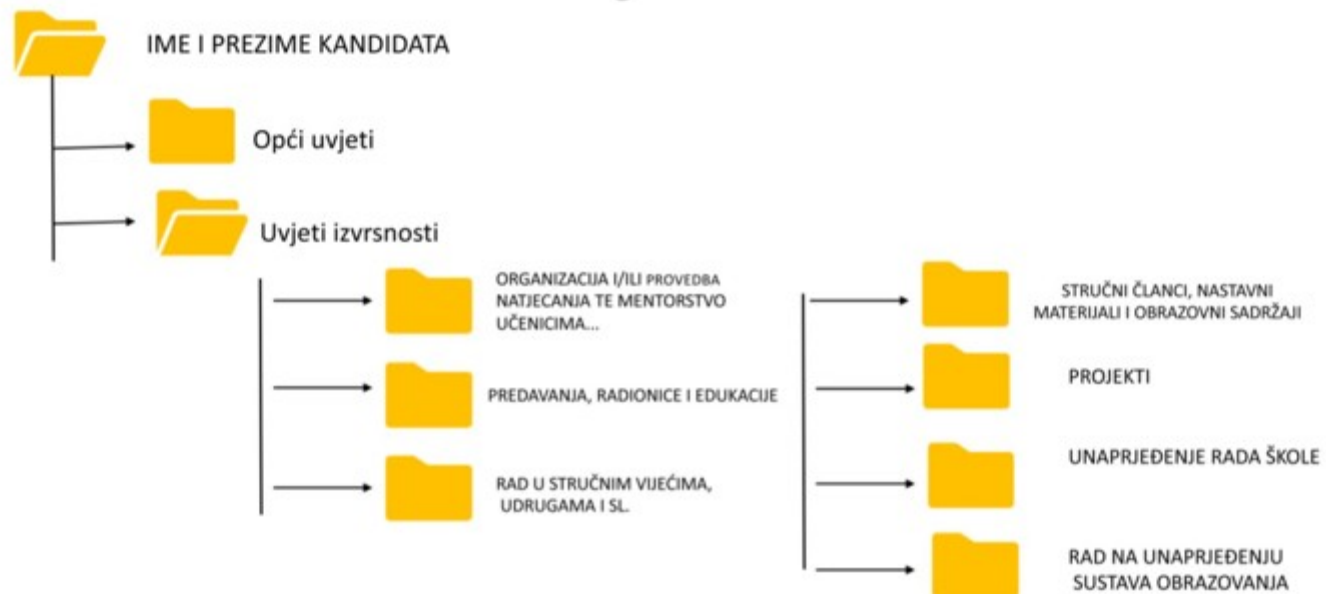 IME I PREZIME KANDIDATA
Opći uvjeti
Uvjeti izvrsnosti
ORGANIZACIJA I/ILI PROVEDBA
NATJECANJA TE MENTORSTVO
UČENICIMA...
PREDAVANJA, RADIONICE I EDUKACIJE
RAD U STRUČNIM VIJEĆIMA,
UDRUGAMA I SL.
STRUČNI ČLANCI, NASTAVNI
MATERIJALI I OBRAZOVNI SADRŽAJI
PROJEKTI
UNAPRJEĐENJE RADA ŠKOLE
RAD NA UNAPRJEĐENJU
SUSTAVA OBRAZOVANJA